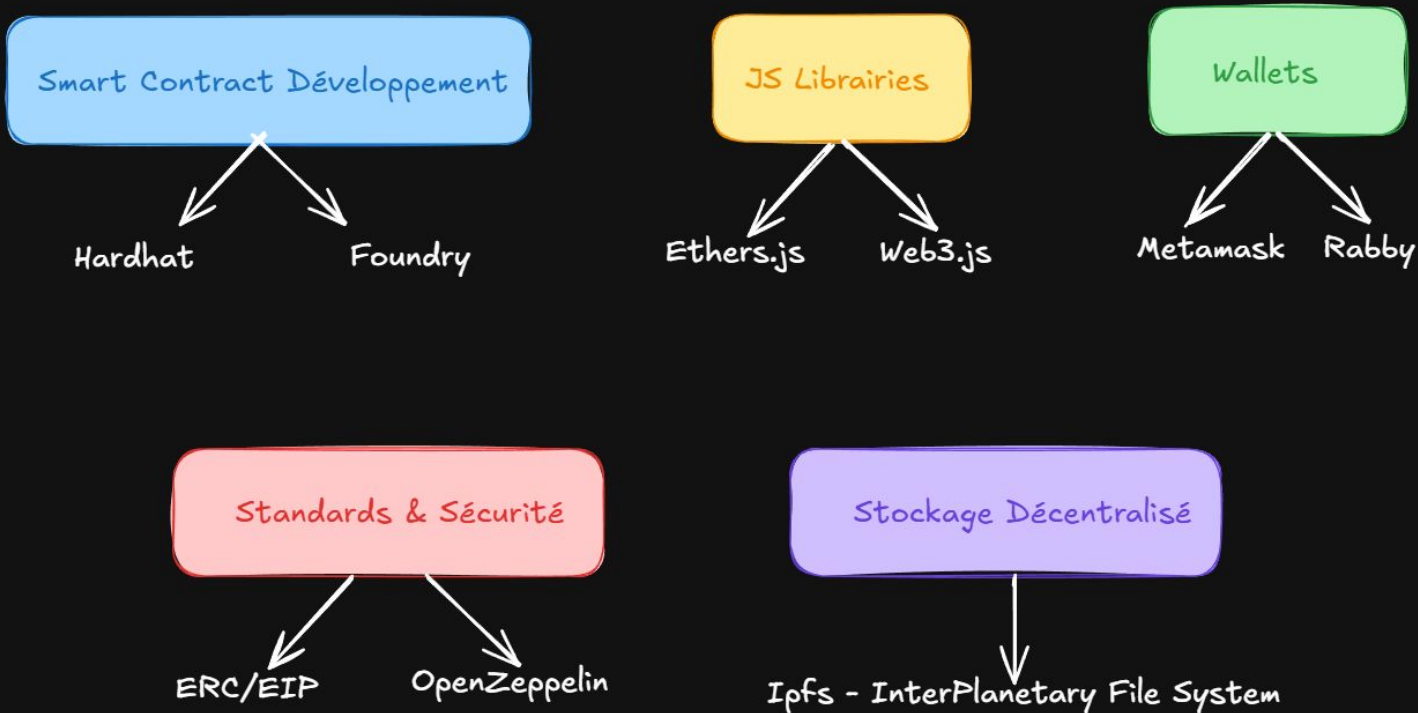 Smart Contract Développement
JS Librairies
Wallets
Hardhat
Foundry
Ethers.js
Web3.js
Metamask
Rabby
Standards & Sécurité
Stockage Décentralisé
ERC/EIP
OpenZeppelin
Ipfs - InterPlanetary File System